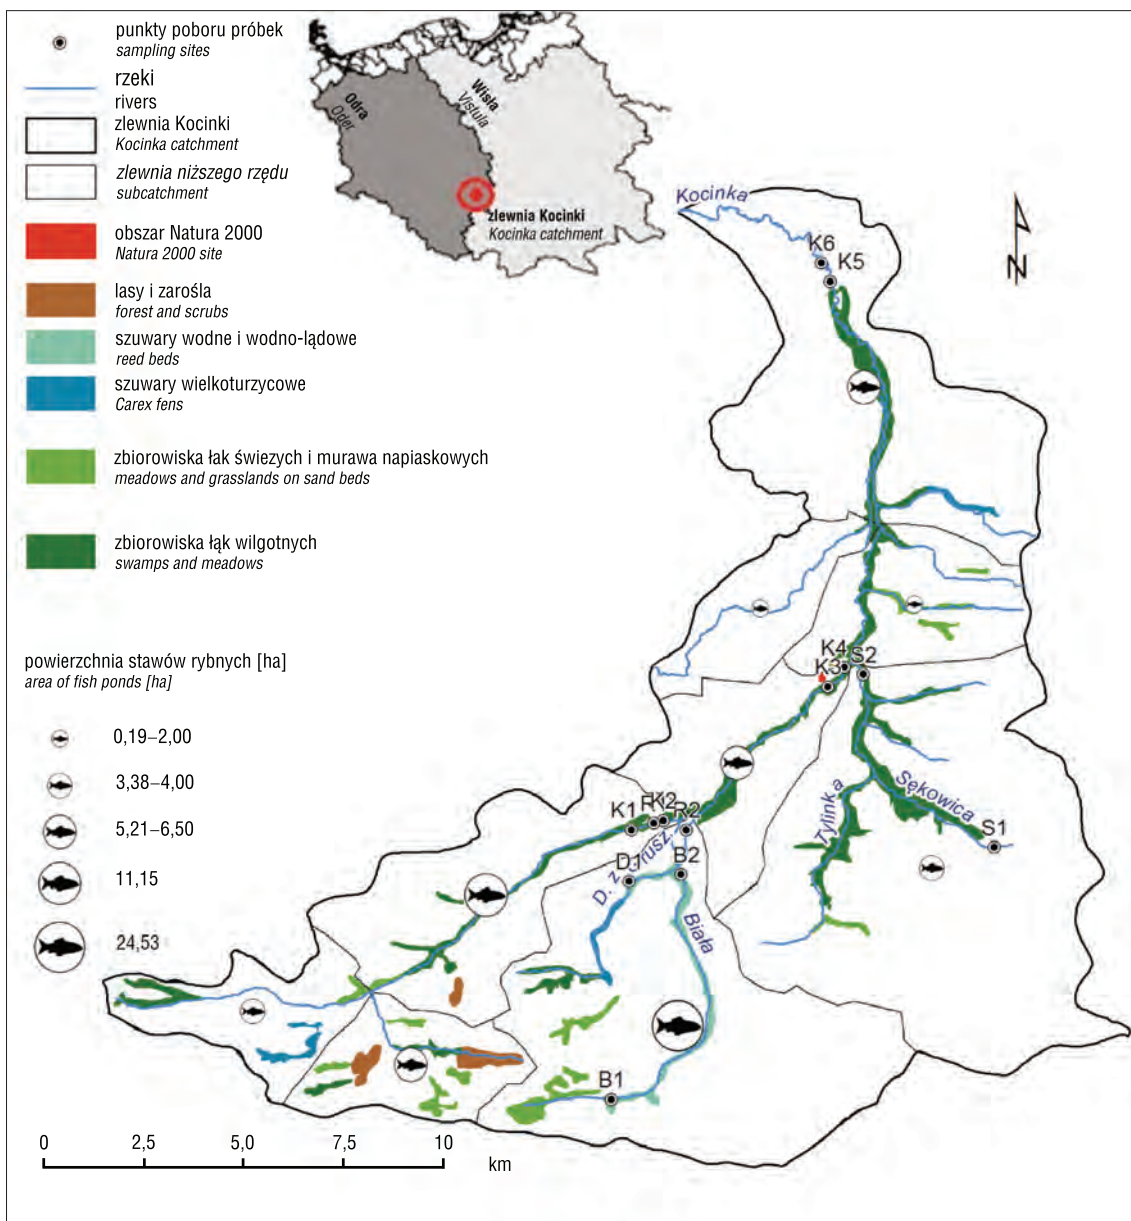 punkty poboru próbek
sampling sites
rzeki
rivers
zlewnia Kocinki
Kocinka catchment
zlewnia niższego rzędu
subcatchment
obszar Natura 2000
Natura 2000 site
lasy i zarośla
forest and scrubs
szuwary wodne i wodno-lądowe
reed beds
szuwary wielkoturzycowe
Carex fens
zbiorowiska łak świezych i murawa napiaskowych
meadows and grasslands on sand beds
zbiorowiska łąk wilgotnych
swamps and meadows
powierzchnia stawów rybnych [ha]
area of fish ponds [ha]
0,19–2,00
3,38–4,00
5,21–6,50
11,15
24,53
0 2,5 5,0 7,5 10
km
Odra
Oder
Wisła
Vistula
zlewnia Kocinki
Kocinka catchment
N
Kocinka
K6
K5
K4
S2
K3
Sękowica
Tylinka
S1
K1
K2
R2
D1
B2
D. z
Biała
B1